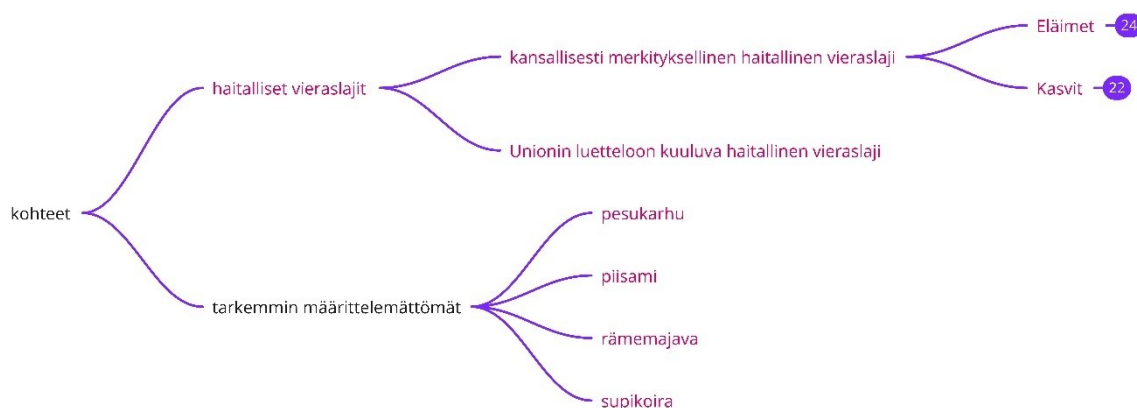 Eläimet 24
kansallisesti merkityksellinen haitallinen vieraslaji
haitalliset vieraslajit
Kasvit 22
Unionin luetteloon kuuluva haitallinen vieraslaji
kohteet
pesukarhu
piisami
tarkemmin määrittelemättömät
rämemajava
supikoira